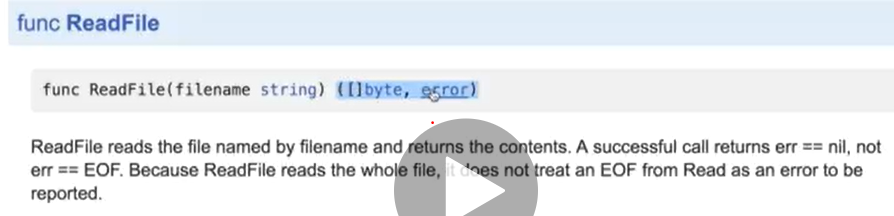 func ReadFile
func ReadFile(filename string) ([]byte, error)
ReadFile reads the file named by filename and returns the contents. A successful call returns err == nil, not
err == EOF. Because ReadFile reads the whole file, it does not treat an EOF from Read as an error to be
reported.